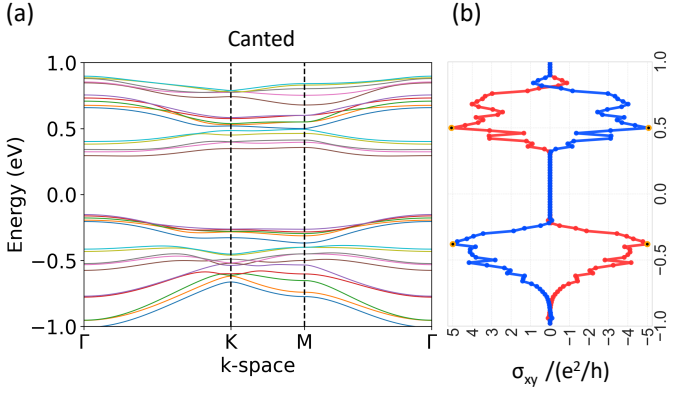 (a)
(b)
Canted
1.0
0.5
0.0
−0.5
−1.0
Energy (eV)
Γ
K
M
Γ
k-space
1.0
0.5
0.0
-0.5
-1.0
5
4
3
2
1
0
-1
-2
-3
-4
-5
σxy /(e²/h)